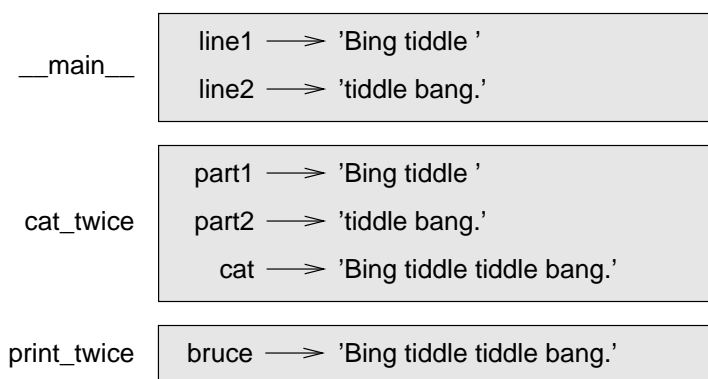 __main__
line1 ’Bing tiddle ’
line2 ’tiddle bang.’
cat_twice
part1 ’Bing tiddle ’
part2 ’tiddle bang.’
cat ’Bing tiddle tiddle bang.’
print_twice
bruce ’Bing tiddle tiddle bang.’